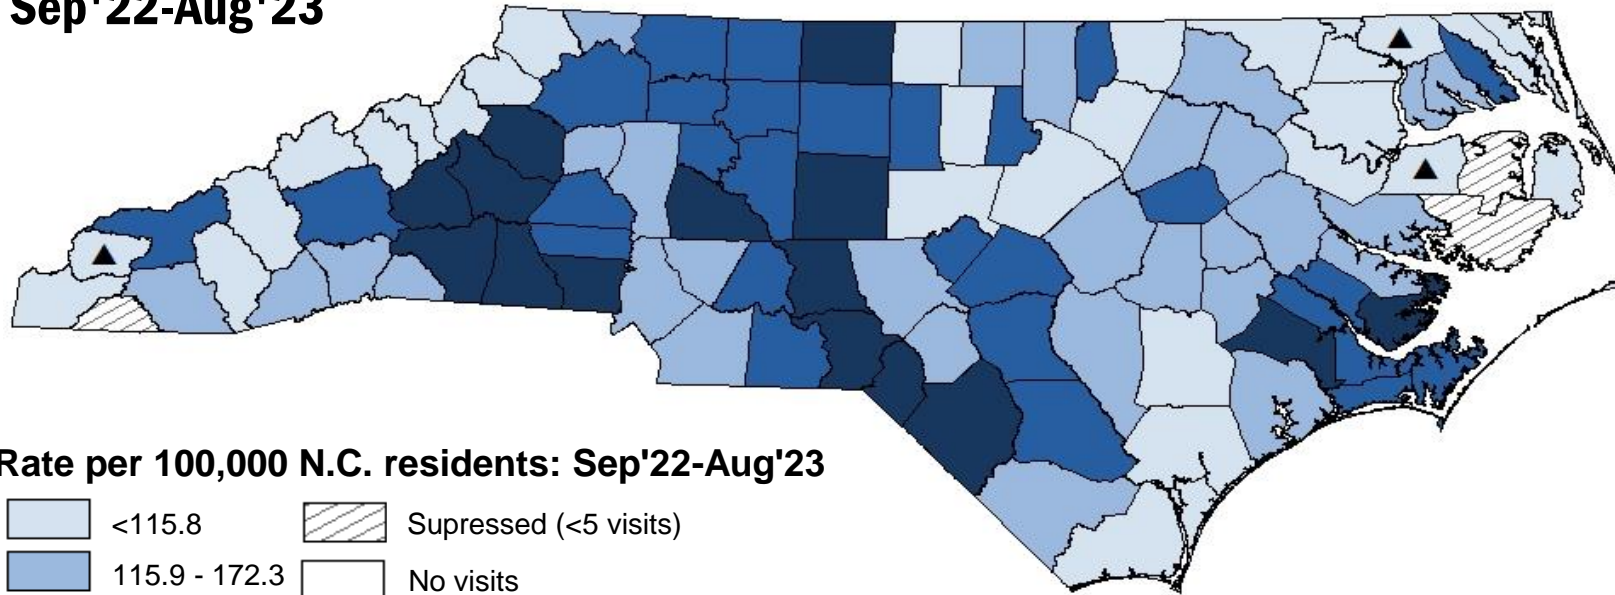 Sep'22-Aug'23
Rate per 100,000 N.C. residents: Sep'22-Aug'23
<115.8
Supressed (<5 visits)
115.9 - 172.3
No visits